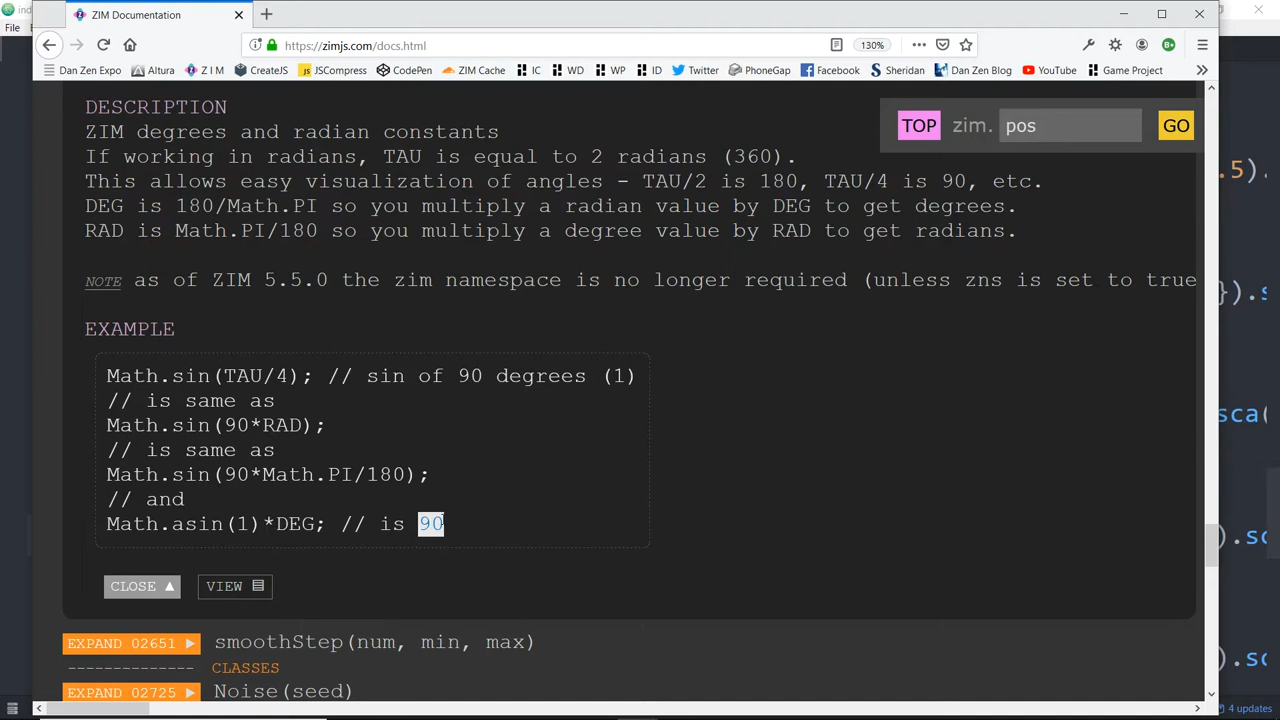 ind
ZIM Documentation
File
https://zimjs.com/docs.html
130%
Dan Zen Expo
Altura
Z I M
CreateJS
JSCompress
CodePen
ZIM Cache
IC
WD
WP
ID
Twitter
PhoneGap
Facebook
Sheridan
Dan Zen Blog
YouTube
Game Project
DESCRIPTION
TOP zim. pos GO
ZIM degrees and radian constants
If working in radians, TAU is equal to 2 radians (360).
This allows easy visualization of angles - TAU/2 is 180, TAU/4 is 90, etc.
DEG is 180/Math.PI so you multiply a radian value by DEG to get degrees.
RAD is Math.PI/180 so you multiply a degree value by RAD to get radians.
NOTE as of ZIM 5.5.0 the zim namespace is no longer required (unless zns is set to true
EXAMPLE
Math.sin(TAU/4); // sin of 90 degrees (1)
// is same as
Math.sin(90*RAD);
// is same as
Math.sin(90*Math.PI/180);
// and
Math.asin(1)*DEG; // is 90
CLOSE ▲ VIEW
EXPAND 02651 ▶ smoothStep(num, min, max)
-------------- CLASSES
EXPAND 02725 ▶ Noise(seed)
.5).
}).s
sca(
).sc
).sc
4 updates